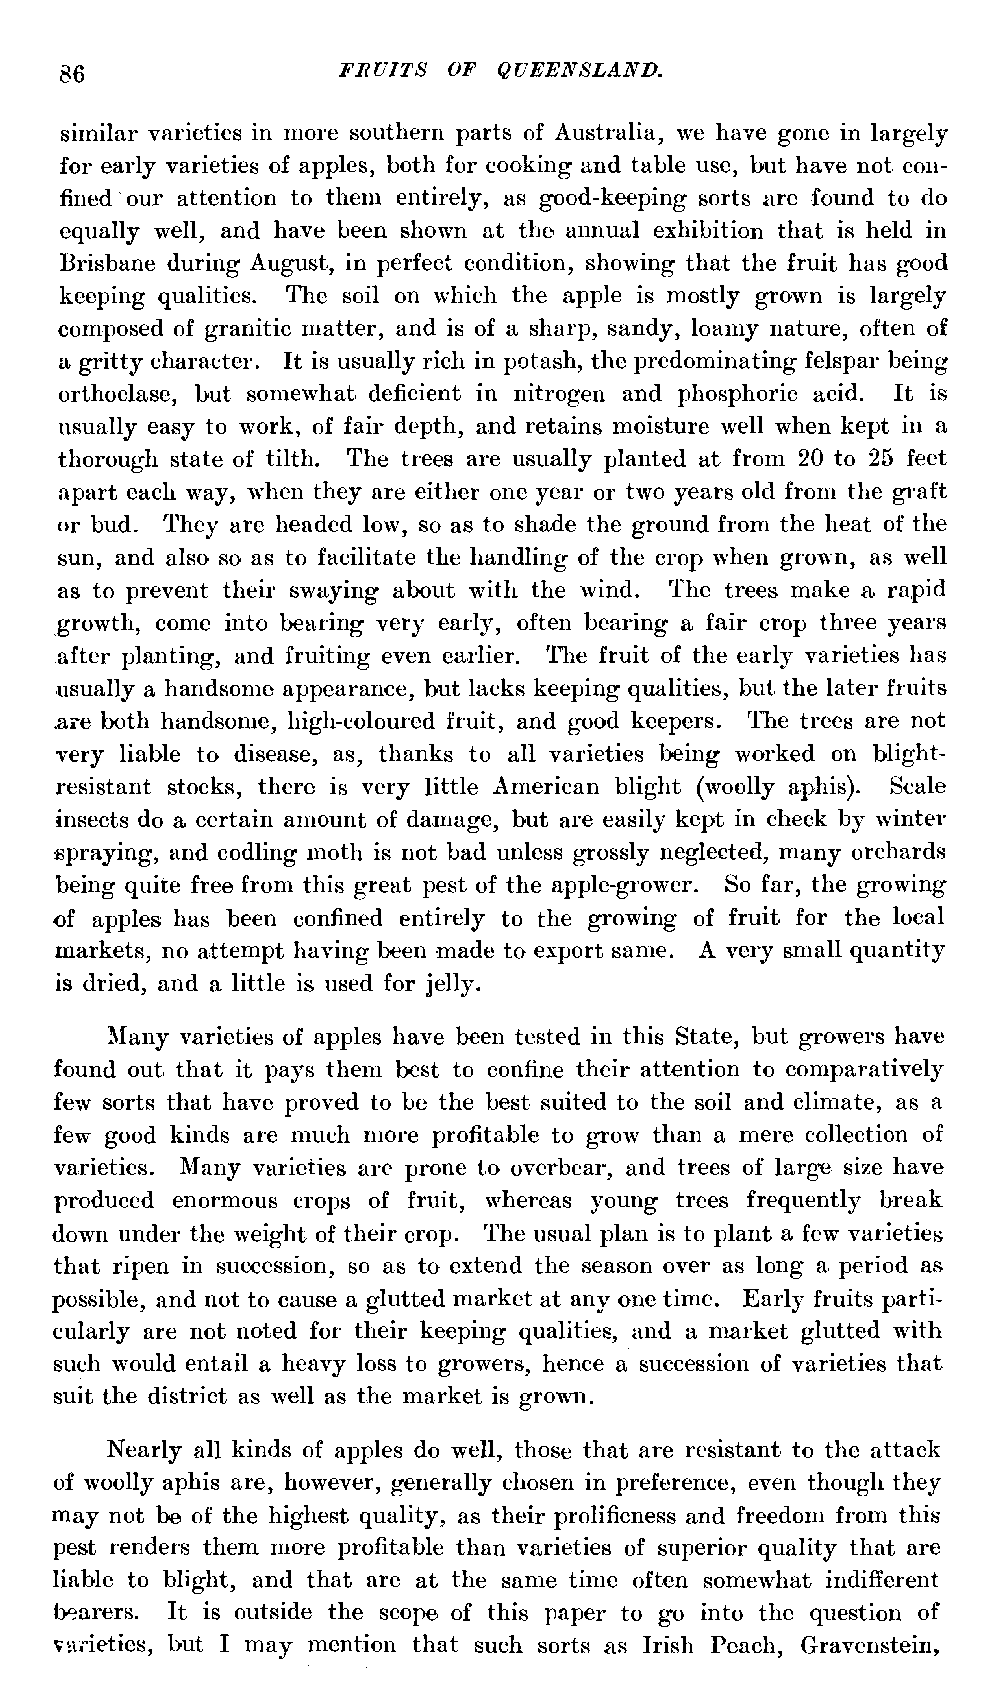 86 FRUITS OF QUEENSLAND.
similar varieties in more southern parts of Australia, we have gone in largely
for early varieties of apples, both for cooking and table use, but have not con-
fined our attention to them entirely, as good-keeping sorts are found to do
equally well, and have been shown at the annual exhibition that is held in
Brisbane during August, in perfect condition, showing that the fruit has good
keeping qualities. The soil on which the apple is mostly grown is largely
composed of granitic matter, and is of a sharp, sandy, loamy nature, often of
a gritty character. It is usually rich in potash, the predominating felspar being
orthoclase, but somewhat deficient in nitrogen and phosphoric acid. It is
usually easy to work, of fair depth, and retains moisture well when kept in a
thorough state of tilth. The trees are usually planted at from 20 to 25 feet
apart each way, when they are either one year or two years old from the graft
or bud. They are headed low, so as to shade the ground from the heat of the
sun, and also so as to facilitate the handling of the crop when grown, as well
as to prevent their swaying about with the wind. The trees make a rapid
growth, come into bearing very early, often bearing a fair crop three years
after planting, and fruiting even earlier. The fruit of the early varieties has
usually a handsome appearance, but lacks keeping qualities, but the later fruits
are both handsome, high-coloured fruit, and good keepers. The trees are not
very liable to disease, as, thanks to all varieties being worked on blight-
resistant stocks, there is very little American blight (woolly aphis). Scale
insects do a certain amount of damage, but are easily kept in check by winter
spraying, and codling moth is not bad unless grossly neglected, many orchards
being quite free from this great pest of the apple-grower. So far, the growing
of apples has been confined entirely to the growing of fruit for the local
markets, no attempt having been made to export same. A very small quantity
is dried, and a little is used for jelly.
Many varieties of apples have been tested in this State, but growers have
found out that it pays them best to confine their attention to comparatively
few sorts that have proved to be the best suited to the soil and climate, as a
few good kinds are much more profitable to grow than a mere collection of
varieties. Many varieties are prone to overbear, and trees of large size have
produced enormous crops of fruit, whereas young trees frequently break
down under the weight of their crop. The usual plan is to plant a few varieties
that ripen in succession, so as to extend the season over as long a period as
possible, and not to cause a glutted market at any one time. Early fruits parti-
cularly are not noted for their keeping qualities, and a market glutted with
such would entail a heavy loss to growers, hence a succession of varieties that
suit the district as well as the market is grown.
Nearly all kinds of apples do well, those that are resistant to the attack
of woolly aphis are, however, generally chosen in preference, even though they
may not be of the highest quality, as their prolificness and freedom from this
pest renders them more profitable than varieties of superior quality that are
liable to blight, and that are at the same time often somewhat indifferent
bearers. It is outside the scope of this paper to go into the question of
varieties, but I may mention that such sorts as Irish Peach, Gravenstein,